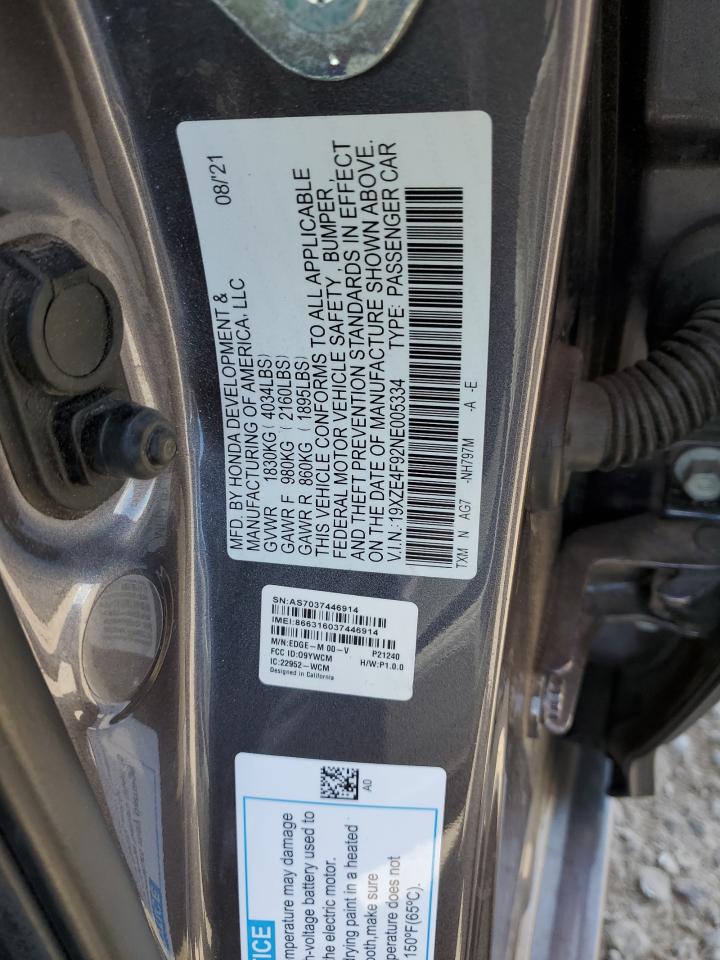 MFD. BY HONDA DEVELOPMENT & 08/'21
MANUFACTURING OF AMERICA, LLC
GVWR 1830KG ( 4034LBS)
GAWR F 980KG ( 2160LBS)
GAWR R 860KG ( 1895LBS)
THIS VEHICLE CONFORMS TO ALL APPLICABLE
FEDERAL MOTOR VEHICLE SAFETY, BUMPER,
AND THEFT PREVENTION STANDARDS IN EFFECT
ON THE DATE OF MANUFACTURE SHOWN ABOVE.
V.I.N.:19XZE4F92NE005334 TYPE: PASSENGER CAR
TXM N AG7 -NH797M -A -E
SN:AS7037446914
IMEI:866316037446914
M/N:EDGE-M 00-V P21240
FCC ID:O9YWCM H/W:P1.0.0
IC:22952-WCM
Designed in California
A0
TICE
mperature may damage
h-voltage battery used to
he electric motor.
drying paint in a heated
ooth,make sure
perature does not
150°F(65°C).